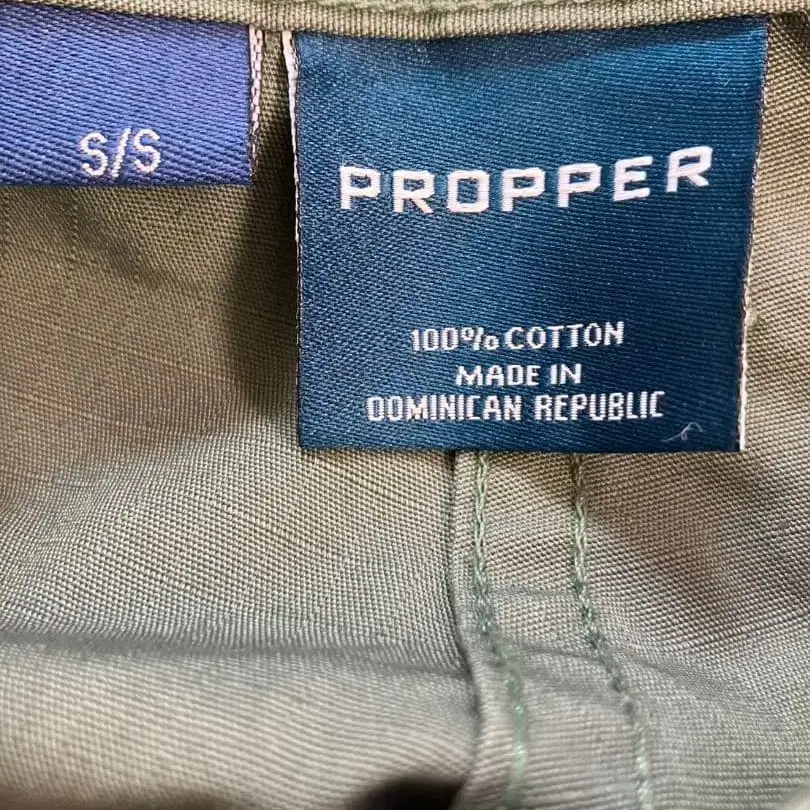 S/S
PROPPER
100% COTTON
MADE IN
DOMINICAN REPUBLIC